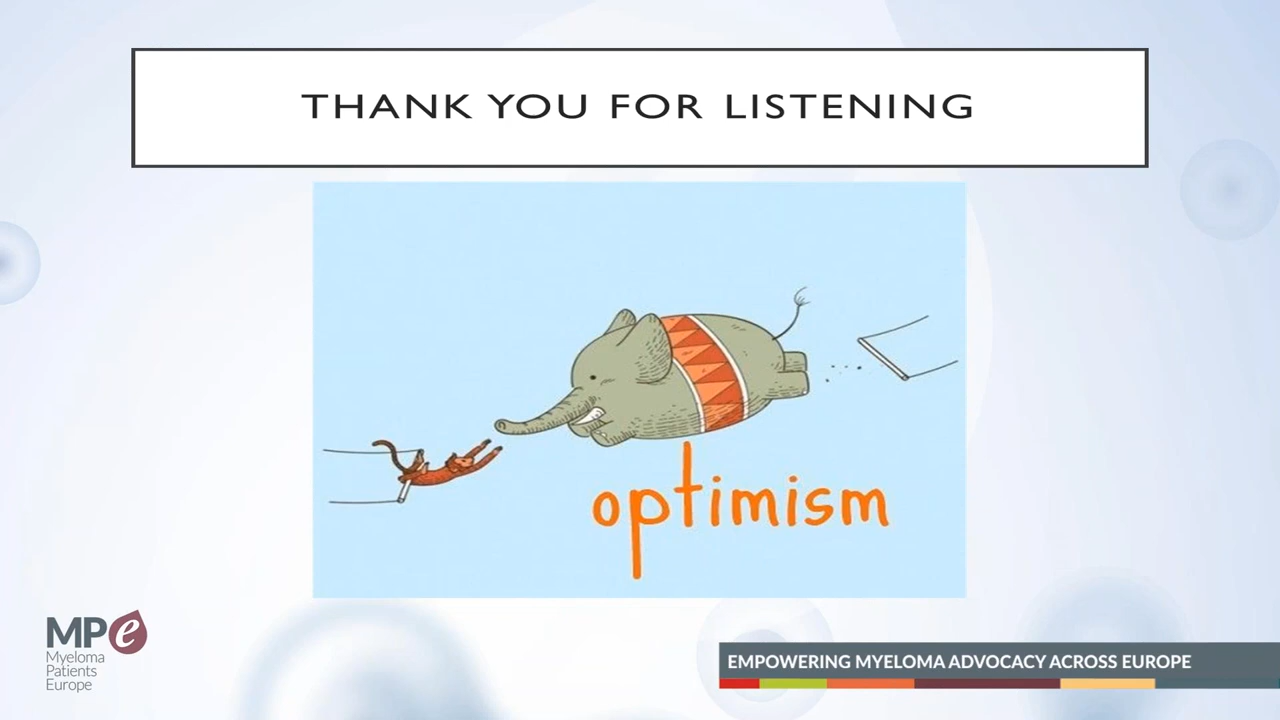 THANK YOU FOR LISTENING
optimism
MPe
Myeloma
Patients
Europe
EMPOWERING MYELOMA ADVOCACY ACROSS EUROPE